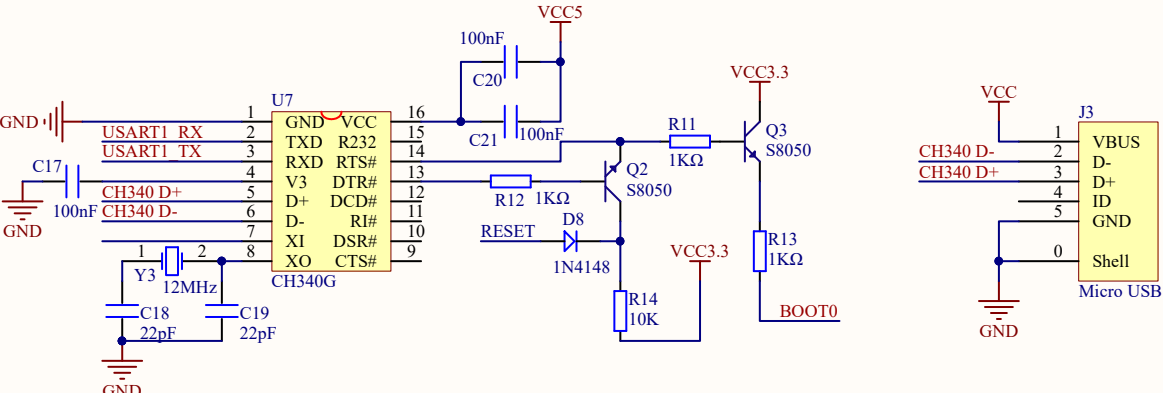 VCC5
100nF
C20
C21 100nF
U7
CH340G
GND
1 GND VCC 16
USART1_RX 2 TXD R232 15
USART1_TX 3 RXD RTS# 14
4 V3 DTR# 13
CH340 D+ 5 D+ DCD# 12
CH340 D- 6 D- RI# 11
7 XI DSR# 10
8 XO CTS# 9
C17
100nF
GND
1 2
Y3 12MHz
C18
22pF
C19
22pF
GND
R12 1KΩ
Q2
S8050
R11
1KΩ
VCC3.3
Q3
S8050
RESET
D8
1N4148
VCC3.3
R14
10K
R13
1KΩ
BOOT0
VCC
J3
1 VBUS
CH340 D- 2 D-
CH340 D+ 3 D+
4 ID
5 GND
0 Shell
Micro USB
GND